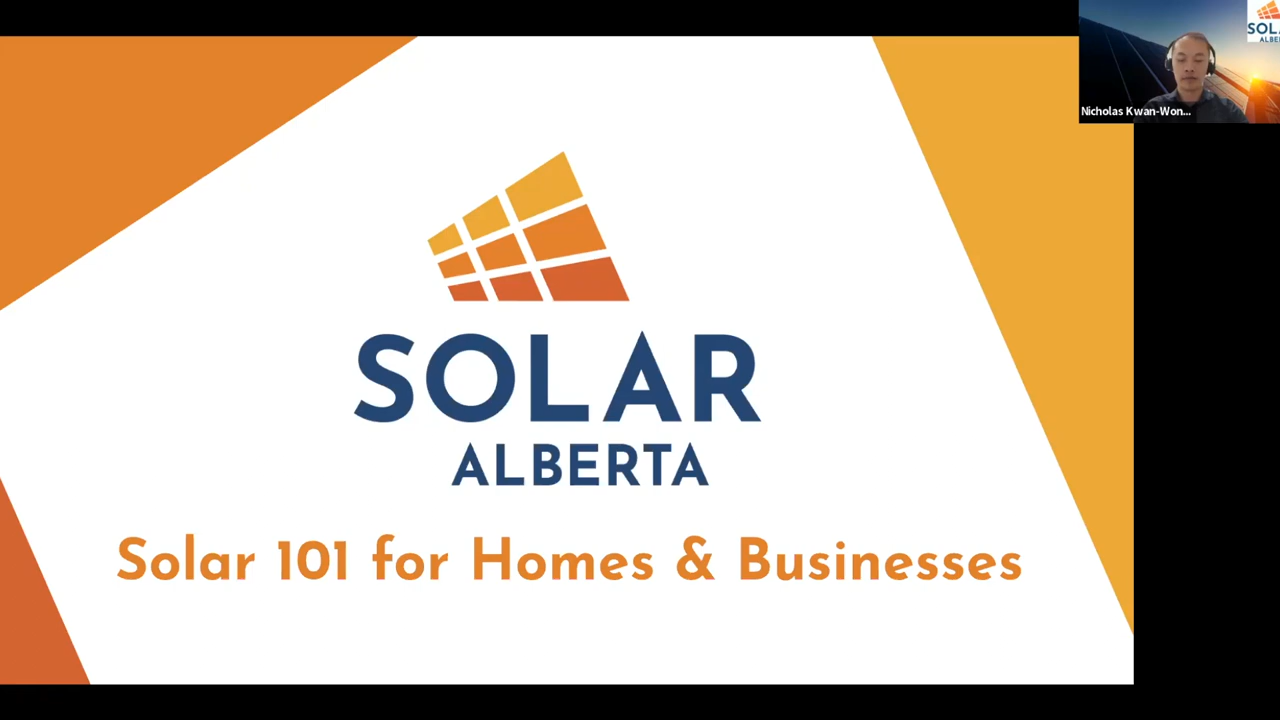 SOLAR
ALBERTA
Solar 101 for Homes & Businesses
Nicholas Kwan-Won...